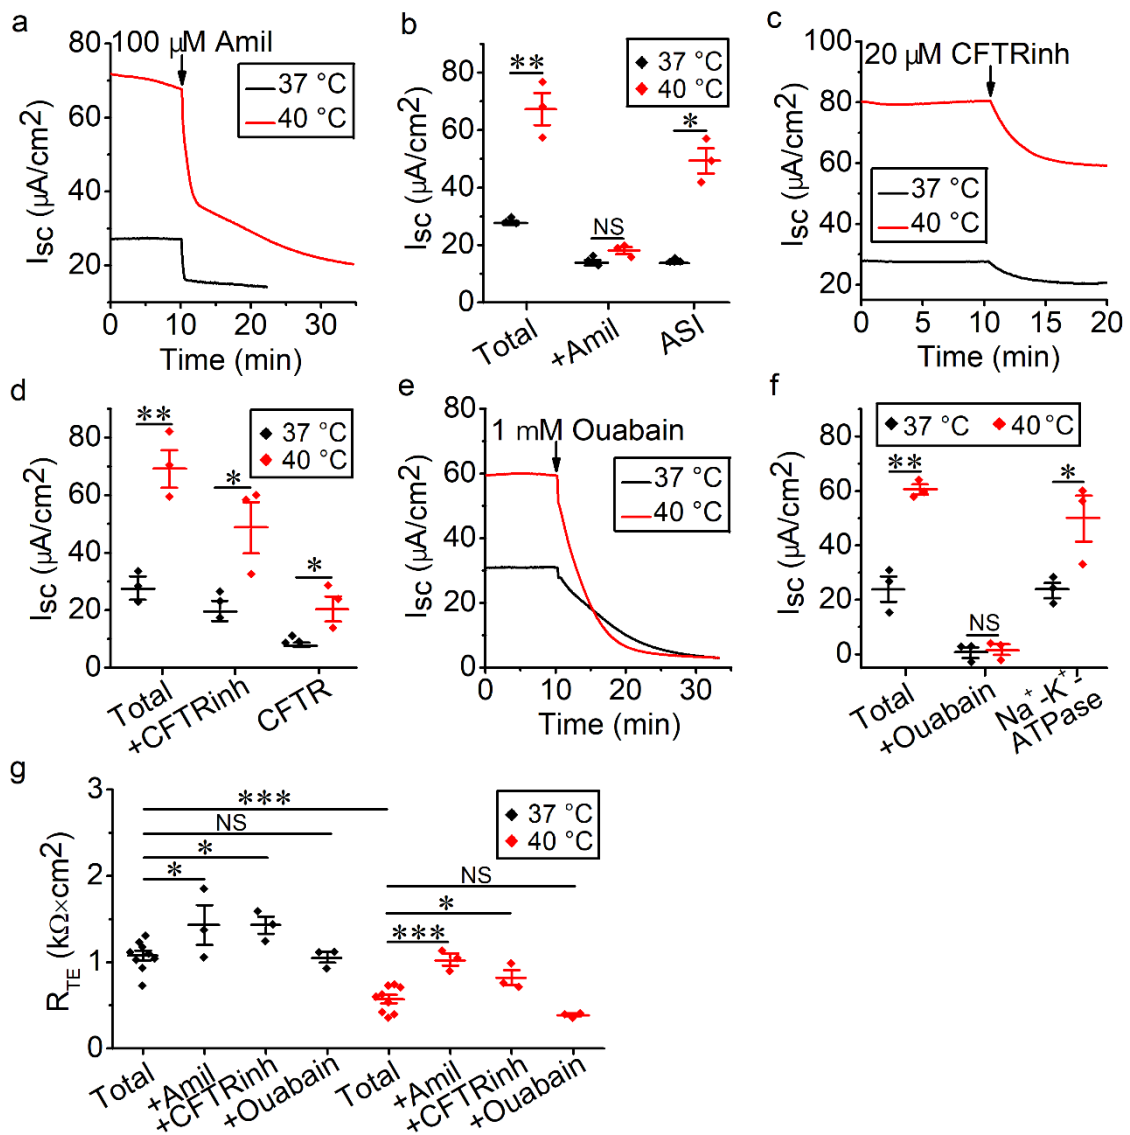 a
100 µM Amil
37 °C
40 °C
80
60
40
20
Isc (µA/cm2)
0
10
20
30
Time (min)
b
37 °C
40 °C
**
*
NS
80
60
40
20
0
Isc (µA/cm2)
Total
+Amil
ASI
c
20 µM CFTRinh
37 °C
40 °C
100
80
60
40
20
Isc (µA/cm2)
0
5
10
15
20
Time (min)
d
37 °C
40 °C
**
*
*
80
60
40
20
0
Isc (µA/cm2)
Total
+CFTRinh
CFTR
e
1 mM Ouabain
37 °C
40 °C
80
60
40
20
0
Isc (µA/cm2)
0
10
20
30
Time (min)
f
37 °C
40 °C
**
*
NS
80
60
40
20
0
Isc (µA/cm2)
Total
+Ouabain
Na+-K+-
ATPase
g
37 °C
40 °C
***
NS
*
*
NS
*
***
3
2
1
0
RTE (kΩ×cm2)
Total
+Amil
+CFTRinh
+Ouabain
Total
+Amil
+CFTRinh
+Ouabain